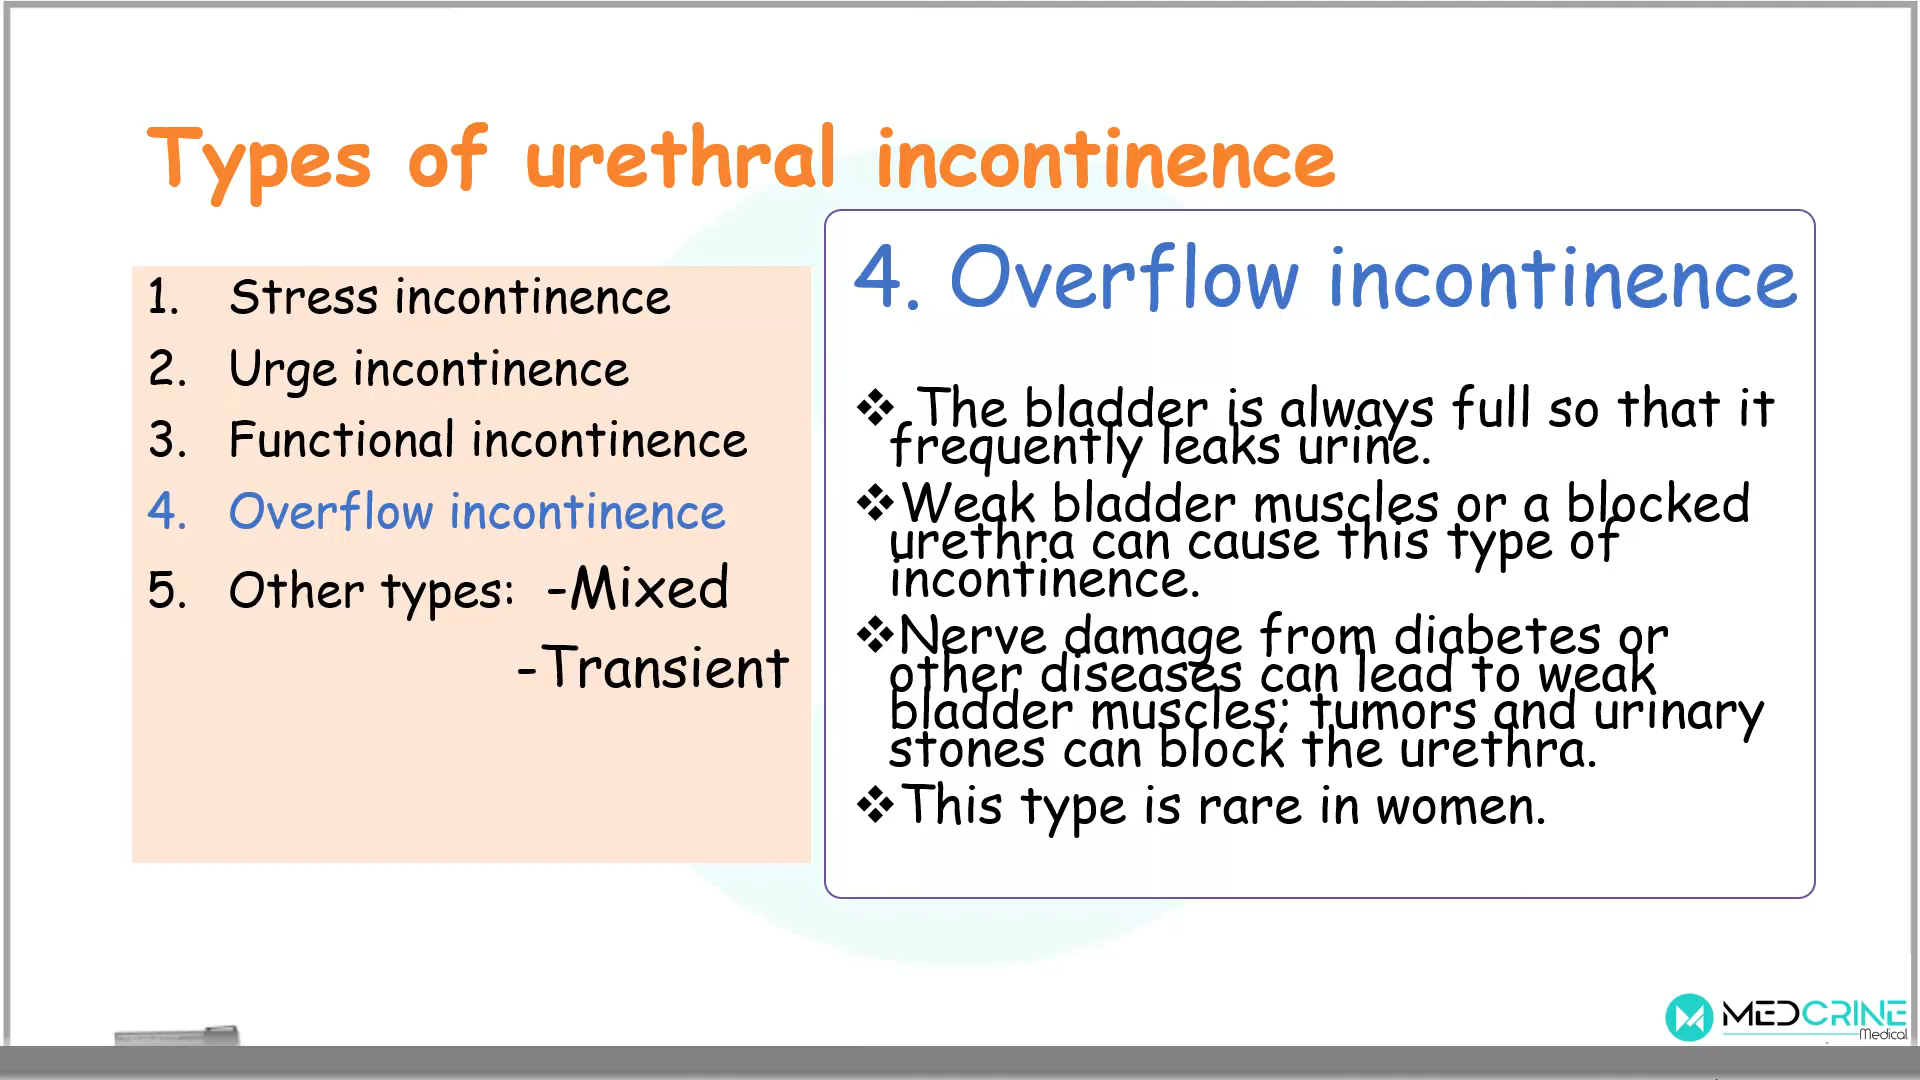 Types of urethral incontinence
1. Stress incontinence
2. Urge incontinence
3. Functional incontinence
4. Overflow incontinence
5. Other types: -Mixed
-Transient
4. Overflow incontinence
❖ The bladder is always full so that it
frequently leaks urine.
❖Weak bladder muscles or a blocked
urethra can cause this type of
incontinence.
❖Nerve damage from diabetes or
other diseases can lead to weak
bladder muscles; tumors and urinary
stones can block the urethra.
❖This type is rare in women.
MEDCRINE
Medical